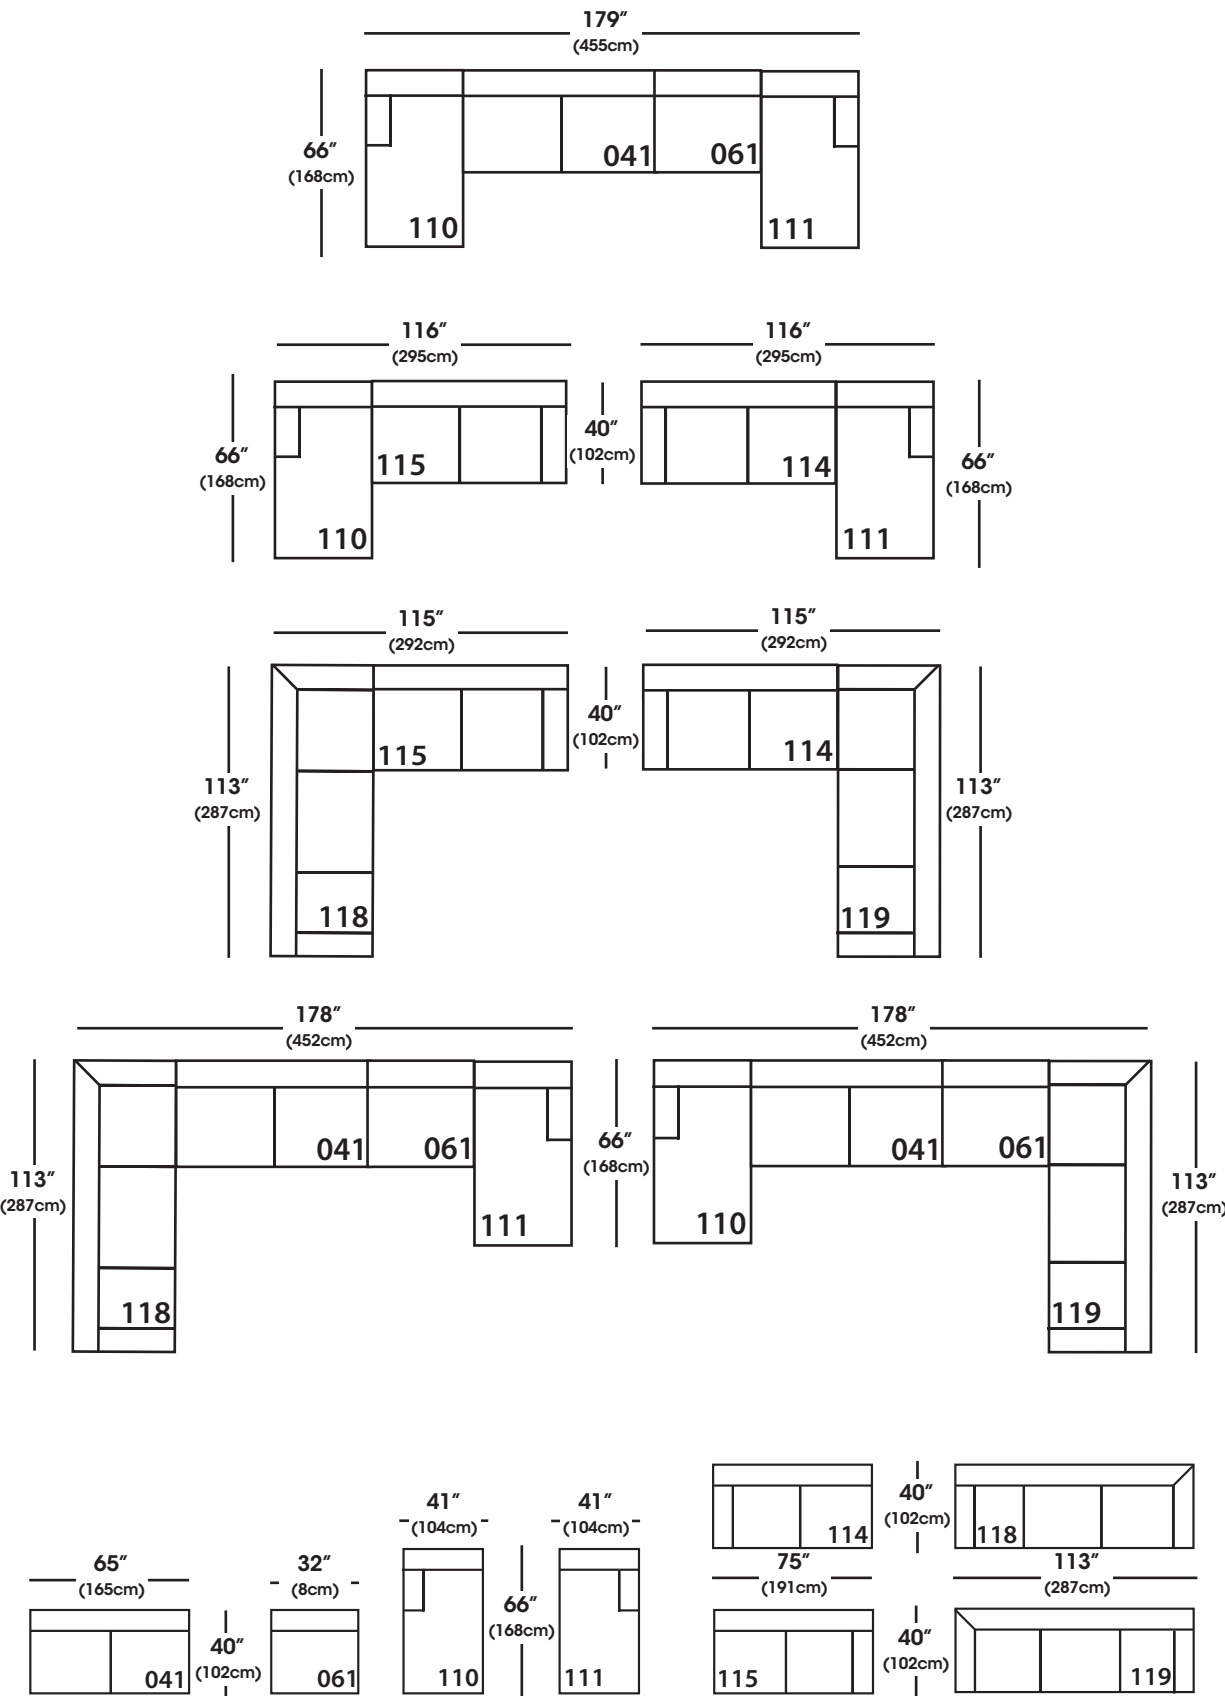 179″
(455cm)
66″
(168cm)
041
061
110
111
116″
(295cm)
116″
(295cm)
66″
(168cm)
115
40″
(102cm)
114
66″
(168cm)
110
111
115″
(292cm)
115″
(292cm)
113″
(287cm)
115
40″
(102cm)
114
113″
(287cm)
118
119
178″
(452cm)
178″
(452cm)
113″
(287cm)
041
061
66″
(168cm)
041
061
113″
(287cm)
111
110
118
119
65″
(165cm)
041
40″
(102cm)
32″
(8cm)
061
41″
(104cm)
110
66″
(168cm)
41″
(104cm)
111
114
40″
(102cm)
118
75″
(191cm)
113″
(287cm)
115
40″
(102cm)
119